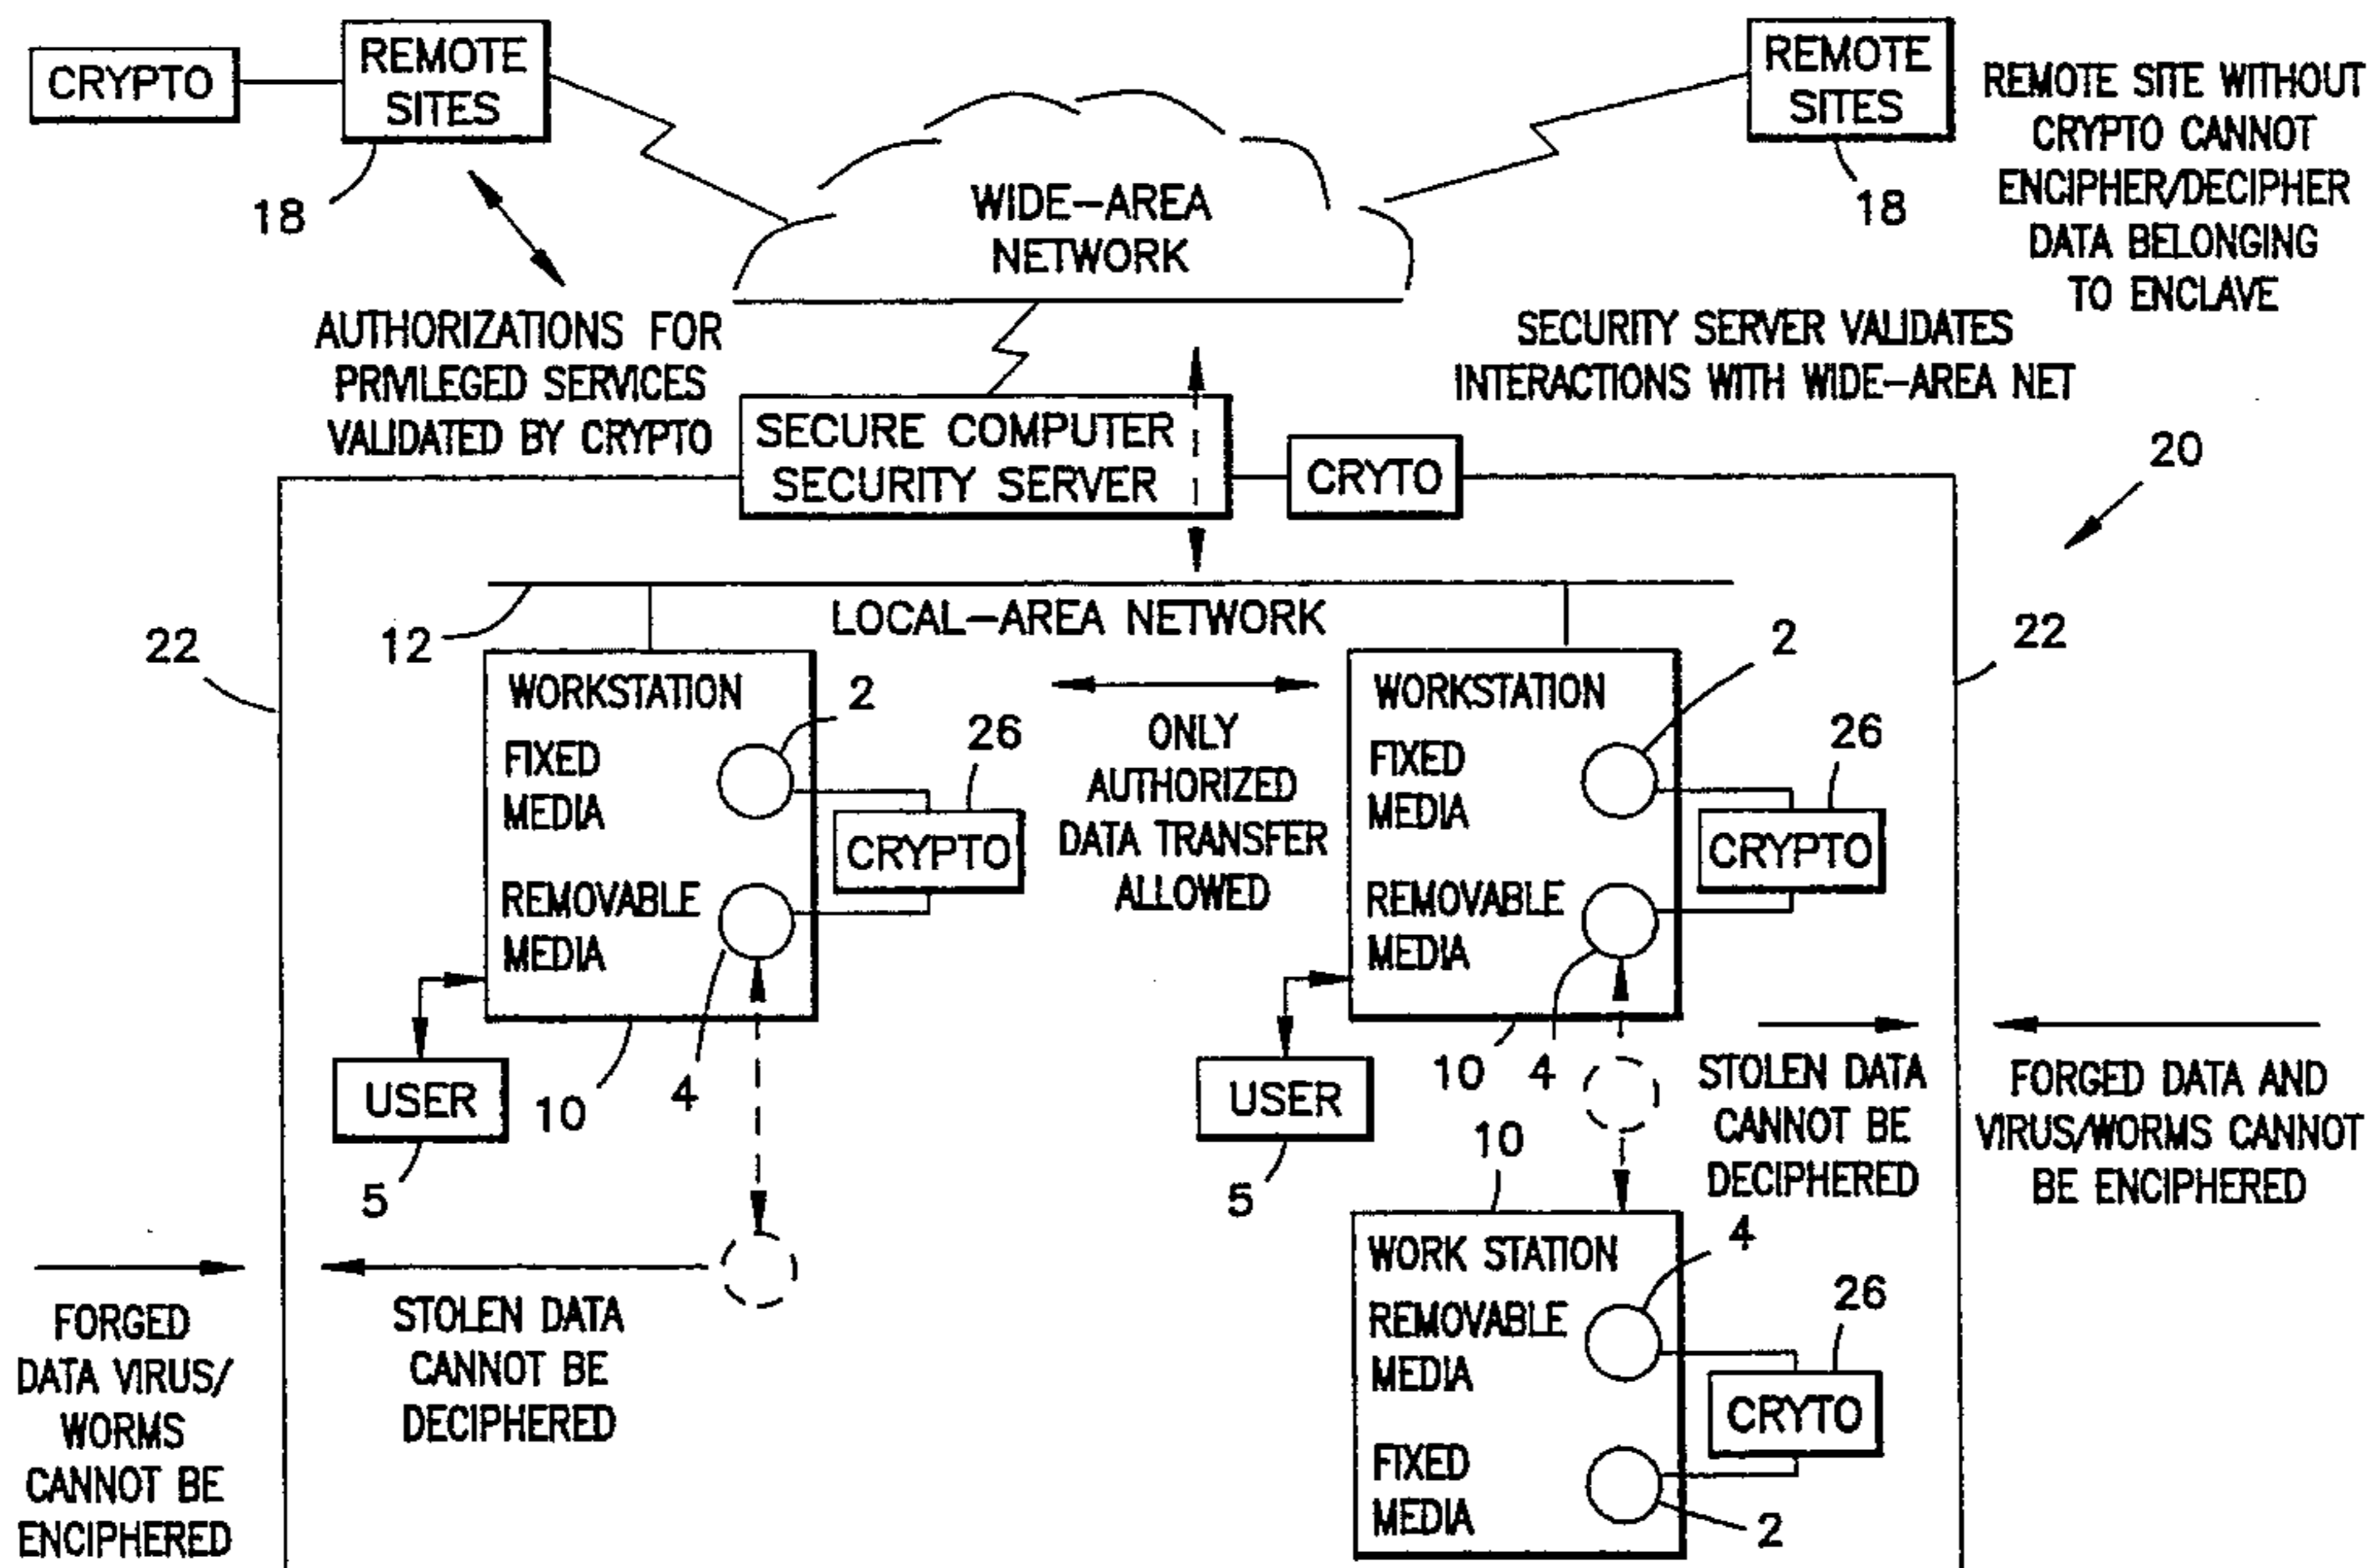 CRYPTO
REMOTE
SITES
18
REMOTE
SITES
18
REMOTE SITE WITHOUT
CRYPTO CANNOT
ENCIPHER/DECIPHER
DATA BELONGING
TO ENCLAVE
WIDE-AREA
NETWORK
AUTHORIZATIONS FOR
PRIVILEGED SERVICES
VALIDATED BY CRYPTO
SECURITY SERVER VALIDATES
INTERACTIONS WITH WIDE-AREA NET
SECURE COMPUTER
SECURITY SERVER
CRYTO
20
12
LOCAL-AREA NETWORK
22
22
WORKSTATION
2
FIXED
MEDIA
26
CRYPTO
REMOVABLE
MEDIA
USER
5
10
4
ONLY
AUTHORIZED
DATA TRANSFER
ALLOWED
WORKSTATION
2
FIXED
MEDIA
26
CRYPTO
REMOVABLE
MEDIA
USER
5
10
4
STOLEN DATA
CANNOT BE
DECIPHERED
FORGED DATA AND
VIRUS/WORMS CANNOT
BE ENCIPHERED
FORGED
DATA VIRUS/
WORMS
CANNOT BE
ENCIPHERED
STOLEN DATA
CANNOT BE
DECIPHERED
10
WORK STATION
4
REMOVABLE
MEDIA
26
CRYTO
FIXED
MEDIA
2